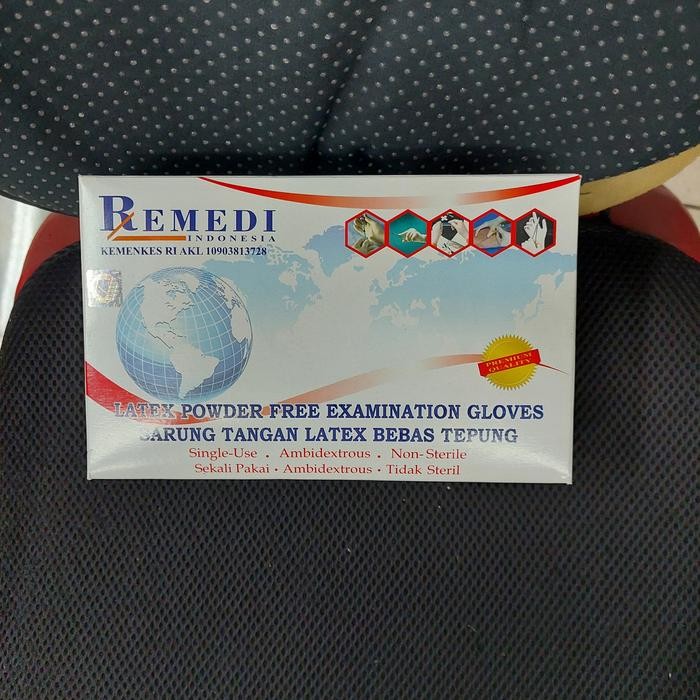 REMEDI
INDONESIA
KEMENKES RI AKL 10903813728
PREMIUM
QUALITY
LATEX POWDER FREE EXAMINATION GLOVES
SARUNG TANGAN LATEX BEBAS TEPUNG
Single-Use . Ambidextrous . Non-Sterile
Sekali Pakai · Ambidextrous · Tidak Steril